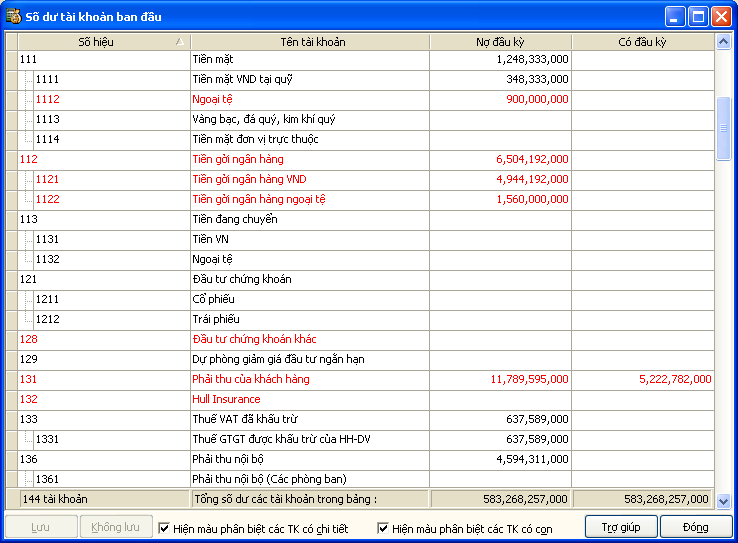 Số dư tài khoản ban đầu
Số hiệu Tên tài khoản Nợ đầu kỳ Có đầu kỳ
111 Tiền mặt 1,248,333,000
1111 Tiền mặt VND tại quỹ 348,333,000
1112 Ngoại tệ 900,000,000
1113 Vàng bạc, đá quý, kim khí quý
1114 Tiền mặt đơn vị trực thuộc
112 Tiền gởi ngân hàng 6,504,192,000
1121 Tiền gởi ngân hàng VND 4,944,192,000
1122 Tiền gởi ngân hàng ngoại tệ 1,560,000,000
113 Tiền đang chuyển
1131 Tiền VN
1132 Ngoại tệ
121 Đầu tư chứng khoán
1211 Cổ phiếu
1212 Trái phiếu
128 Đầu tư chứng khoán khác
129 Dự phòng giảm giá đầu tư ngắn hạn
131 Phải thu của khách hàng 11,789,595,000 5,222,782,000
132 Hull Insurance
133 Thuế VAT đã khấu trừ 637,589,000
1331 Thuế GTGT được khấu trừ của HH-DV 637,589,000
136 Phải thu nội bộ 4,594,311,000
1361 Phải thu nội bộ (Các phòng ban)
144 tài khoản Tổng số dư các tài khoản trong bảng : 583,268,257,000 583,268,257,000
Lưu Không lưu Hiện màu phân biệt các TK có chi tiết Hiện màu phân biệt các TK có con Trợ giúp Đóng